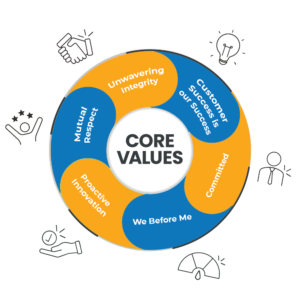 CORE
VALUES
Unwavering
Integrity
Customer
Success Is
our Success
Committed
We Before Me
Proactive
Innovation
Mutual
Respect